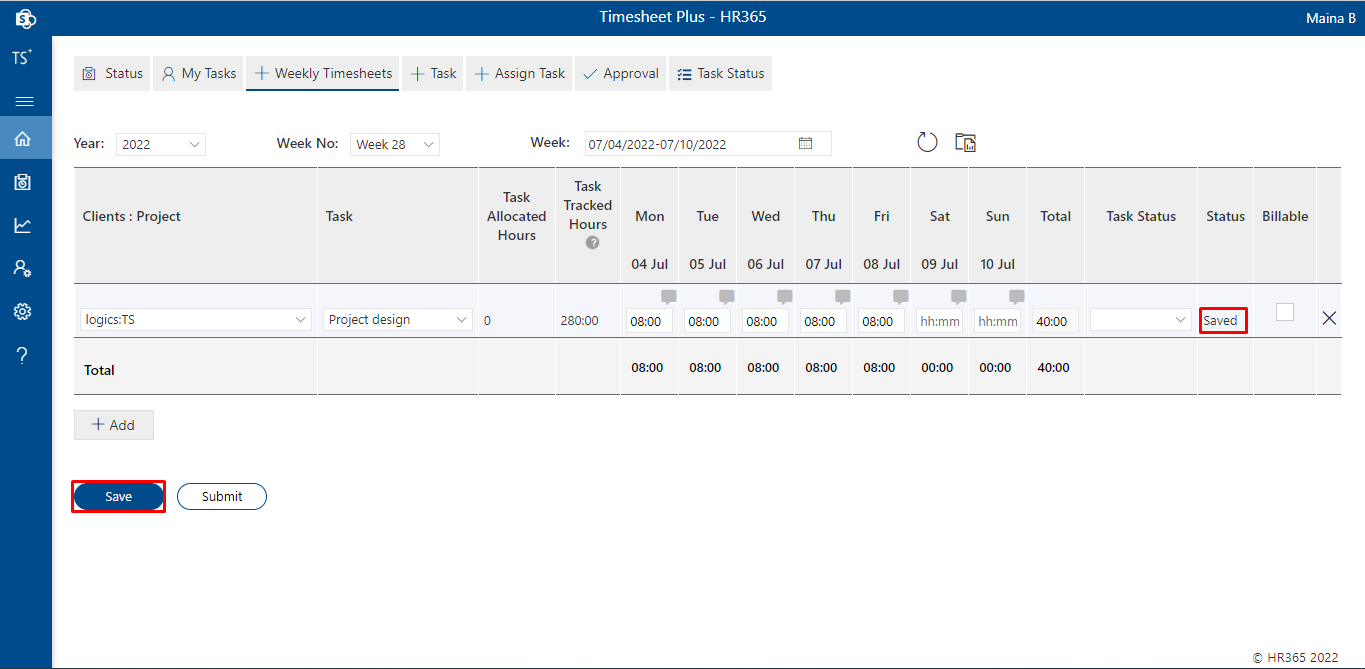 Timesheet Plus - HR365
Maina B
TS+
Status
My Tasks
Weekly Timesheets
Task
Assign Task
Approval
Task Status
Year: 2022
Week No: Week 28
Week: 07/04/2022-07/10/2022
Clients : Project
Task
Task
Allocated
Hours
Task
Tracked
Hours
?
Mon
04 Jul
Tue
05 Jul
Wed
06 Jul
Thu
07 Jul
Fri
08 Jul
Sat
09 Jul
Sun
10 Jul
Total
Task Status
Status
Billable
logics:TS
Project design
0
280:00
08:00
08:00
08:00
08:00
08:00
hh:mm
hh:mm
40:00
Saved
Total
08:00
08:00
08:00
08:00
08:00
00:00
00:00
40:00
Add
Save
Submit
© HR365 2022